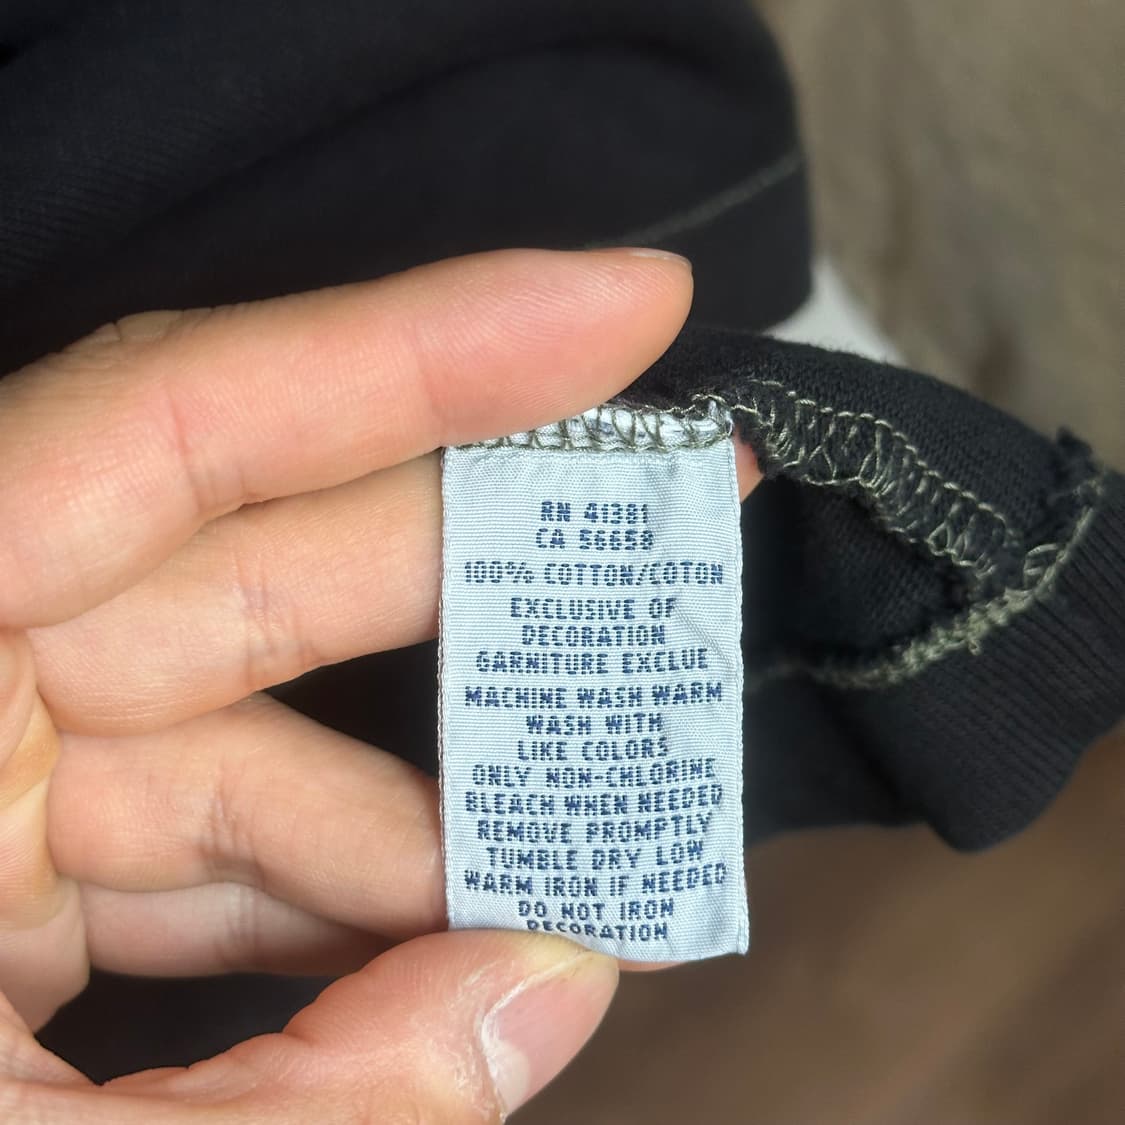 RN 41381
CA 56658
100% COTTON/COTON
EXCLUSIVE OF
DECORATION
GARNITURE EXCLUE
MACHINE WASH WARM
WASH WITH
LIKE COLORS
ONLY NON-CHLORINE
BLEACH WHEN NEEDED
REMOVE PROMPTLY
TUMBLE DRY LOW
WARM IRON IF NEEDED
DO NOT IRON
DECORATION